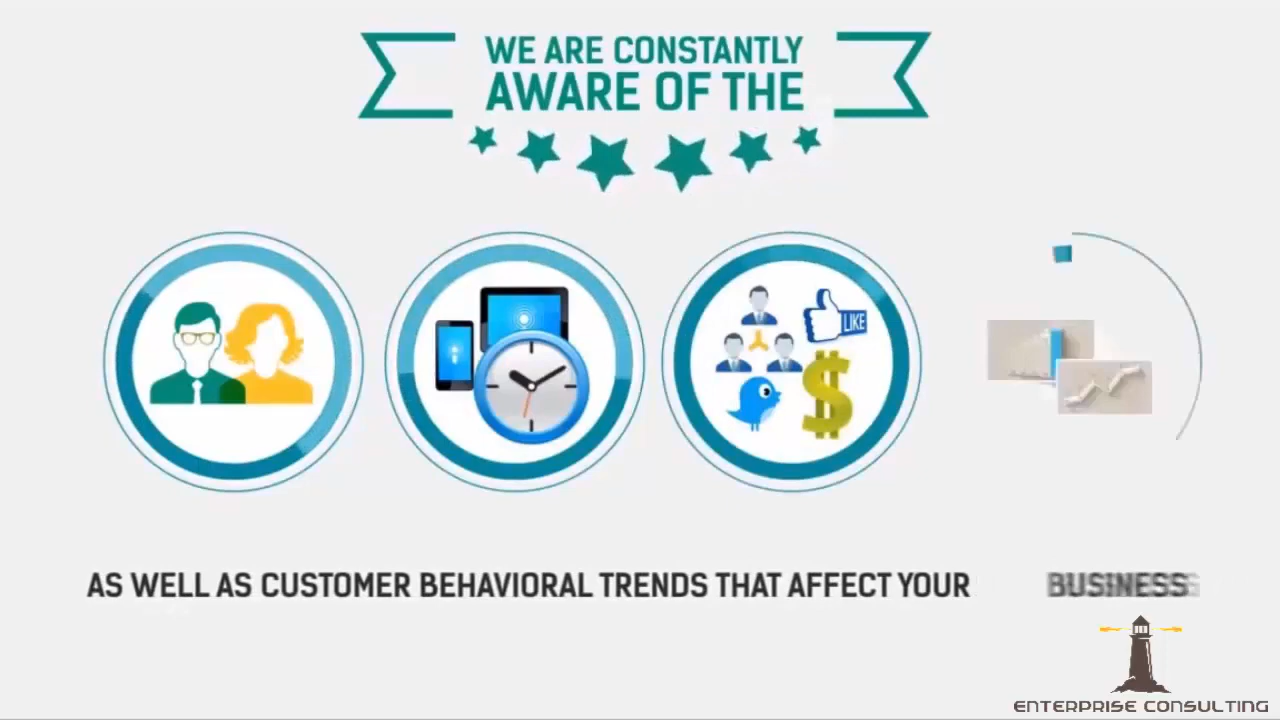 WE ARE CONSTANTLY
AWARE OF THE
LIKE
AS WELL AS CUSTOMER BEHAVIORAL TRENDS THAT AFFECT YOUR BUSINESS
ENTERPRISE CONSULTING